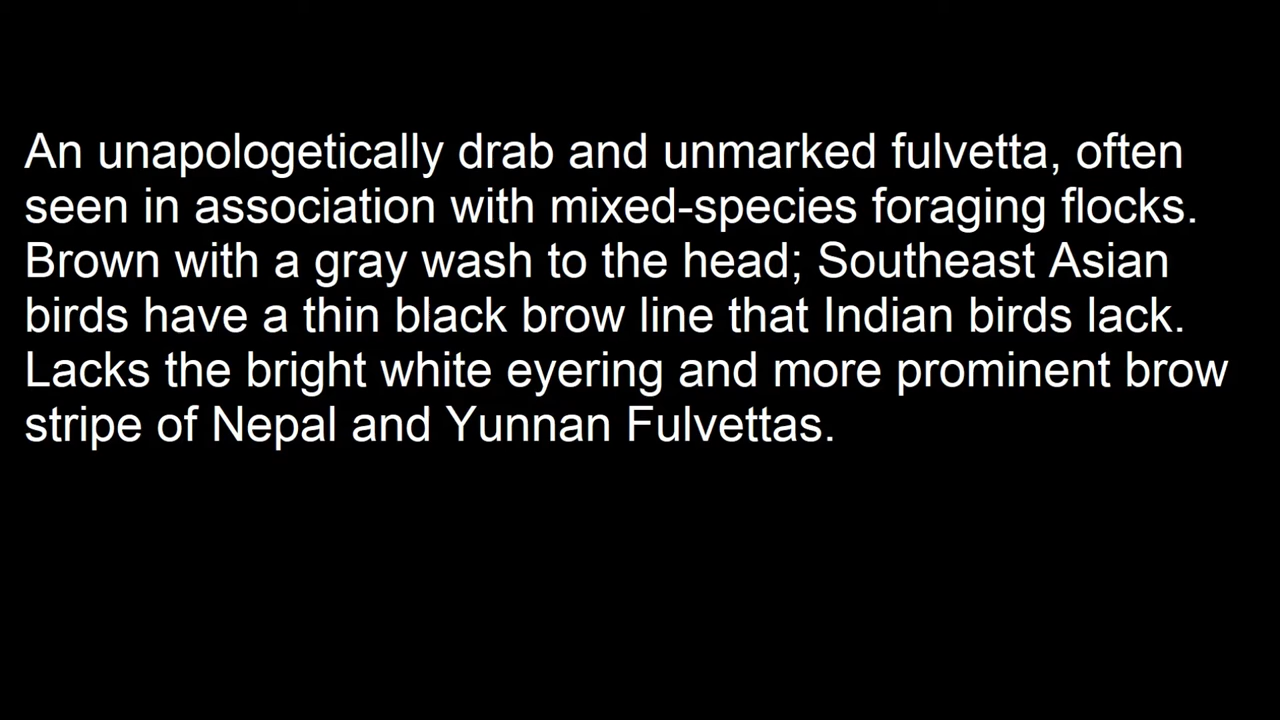 An unapologetically drab and unmarked fulvetta, often
seen in association with mixed-species foraging flocks.
Brown with a gray wash to the head; Southeast Asian
birds have a thin black brow line that Indian birds lack.
Lacks the bright white eyering and more prominent brow
stripe of Nepal and Yunnan Fulvettas.